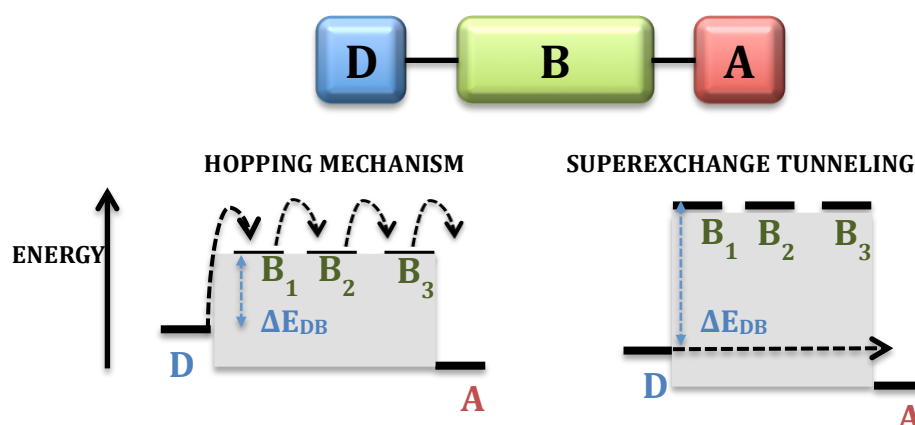 D B A
HOPPING MECHANISM
SUPEREXCHANGE TUNNELING
ENERGY
B1 B2 B3
ΔEDB
D
A
B1 B2 B3
ΔEDB
D
A